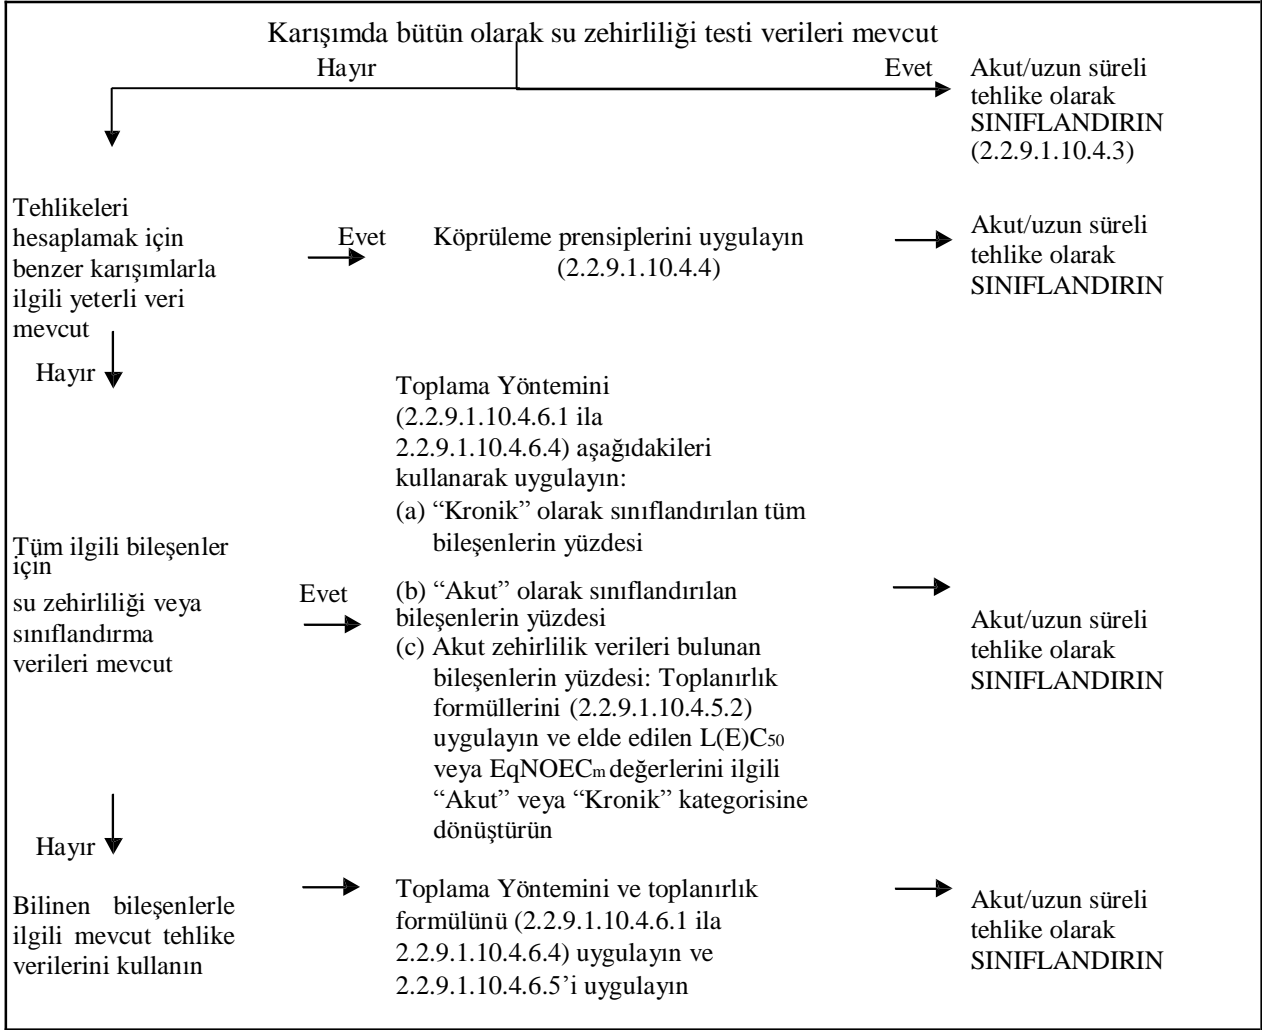 Karışımda bütün olarak su zehirliliği testi verileri mevcut
Hayır
Evet
Akut/uzun süreli
tehlike olarak
SINIFLANDIRIN
(2.2.9.1.10.4.3)
Tehlikeleri
hesaplamak için
benzer karışımlarla
ilgili yeterli veri
mevcut
Evet
Köprüleme prensiplerini uygulayın
(2.2.9.1.10.4.4)
Akut/uzun süreli
tehlike olarak
SINIFLANDIRIN
Hayır
Tüm ilgili bileşenler
için
su zehirliliği veya
sınıflandırma
verileri mevcut
Evet
Toplama Yöntemini
(2.2.9.1.10.4.6.1 ila
2.2.9.1.10.4.6.4) aşağıdakileri
kullanarak uygulayın:
(a) “Kronik” olarak sınıflandırılan tüm
bileşenlerin yüzdesi
(b) “Akut” olarak sınıflandırılan
bileşenlerin yüzdesi
(c) Akut zehirlilik verileri bulunan
bileşenlerin yüzdesi: Toplanırlık
formüllerini (2.2.9.1.10.4.5.2)
uygulayın ve elde edilen L(E)C50
veya EqNOECm değerlerini ilgili
“Akut” veya “Kronik” kategorisine
dönüştürün
Akut/uzun süreli
tehlike olarak
SINIFLANDIRIN
Hayır
Bilinen bileşenlerle
ilgili mevcut tehlike
verilerini kullanın
Toplama Yöntemini ve toplanırlık
formülünü (2.2.9.1.10.4.6.1 ila
2.2.9.1.10.4.6.4) uygulayın ve
2.2.9.1.10.4.6.5’i uygulayın
Akut/uzun süreli
tehlike olarak
SINIFLANDIRIN